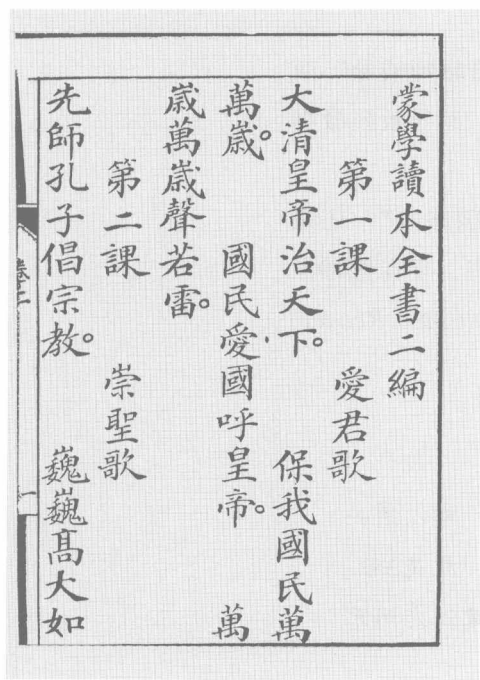 蒙學讀本全書二編
第一課　愛君歌
大清皇帝治天下。　保我國民萬
萬歲。　國民愛、國呼皇帝。　萬
歲萬歲聲若雷。
第二課　崇聖歌
先師孔子倡宗教。　巍巍高大如